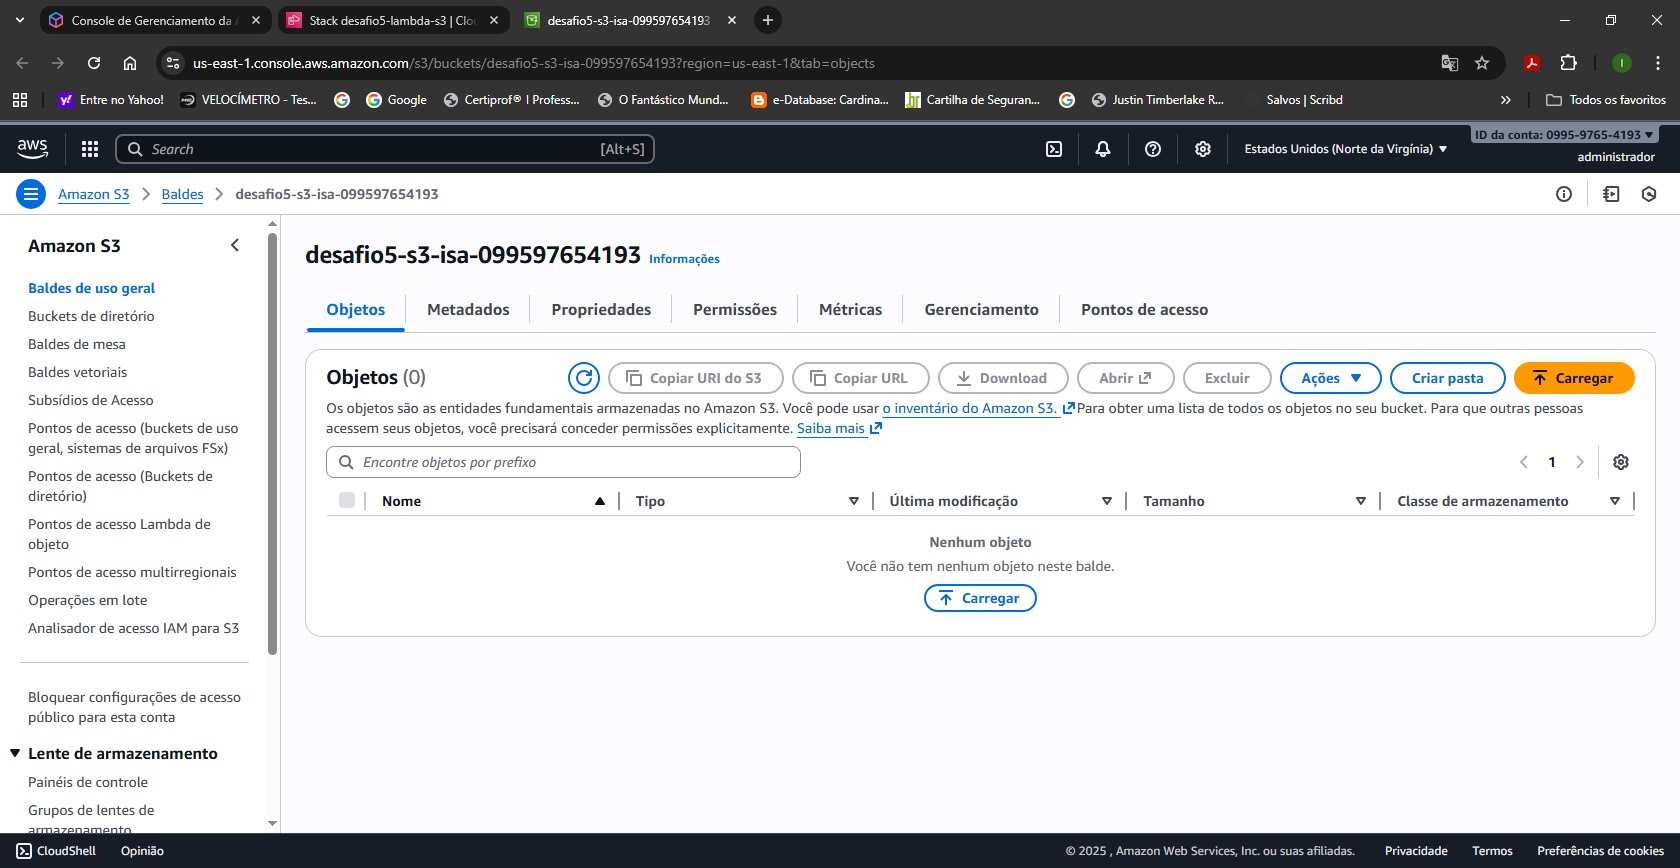 Console de Gerenciamento da A
Stack desafio5-lambda-s3 | Clou
desafio5-s3-isa-099597654193
us-east-1.console.aws.amazon.com/s3/buckets/desafio5-s3-isa-099597654193?region=us-east-1&tab=objects
I
Entre no Yahoo!
VELOCÍMETRO - Tes...
Google
Certiprof® I Profess...
O Fantástico Mund...
e-Database: Cardina...
Cartilha de Seguran...
Justin Timberlake R...
Salvos | Scribd
Todos os favoritos
aws
Search
[Alt+S]
Estados Unidos (Norte da Virgínia)
ID da conta: 0995-9765-4193
administrador
Amazon S3
Baldes
desafio5-s3-isa-099597654193
Amazon S3
Baldes de uso geral
Buckets de diretório
Baldes de mesa
Baldes vetoriais
Subsídios de Acesso
Pontos de acesso (buckets de uso
geral, sistemas de arquivos FSx)
Pontos de acesso (Buckets de
diretório)
Pontos de acesso Lambda de
objeto
Pontos de acesso multirregionais
Operações em lote
Analisador de acesso IAM para S3
Bloquear configurações de acesso
público para esta conta
Lente de armazenamento
Painéis de controle
Grupos de lentes de
armazenamento
desafio5-s3-isa-099597654193 Informações
Objetos
Metadados
Propriedades
Permissões
Métricas
Gerenciamento
Pontos de acesso
Objetos (0)
Copiar URI do S3
Copiar URL
Download
Abrir
Excluir
Ações
Criar pasta
Carregar
Os objetos são as entidades fundamentais armazenadas no Amazon S3. Você pode usar o inventário do Amazon S3. Para obter uma lista de todos os objetos no seu bucket. Para que outras pessoas
acessem seus objetos, você precisará conceder permissões explicitamente. Saiba mais
Encontre objetos por prefixo
1
Nome
Tipo
Última modificação
Tamanho
Classe de armazenamento
Nenhum objeto
Você não tem nenhum objeto neste balde.
Carregar
CloudShell
Opinião
© 2025 , Amazon Web Services, Inc. ou suas afiliadas.
Privacidade
Termos
Preferências de cookies